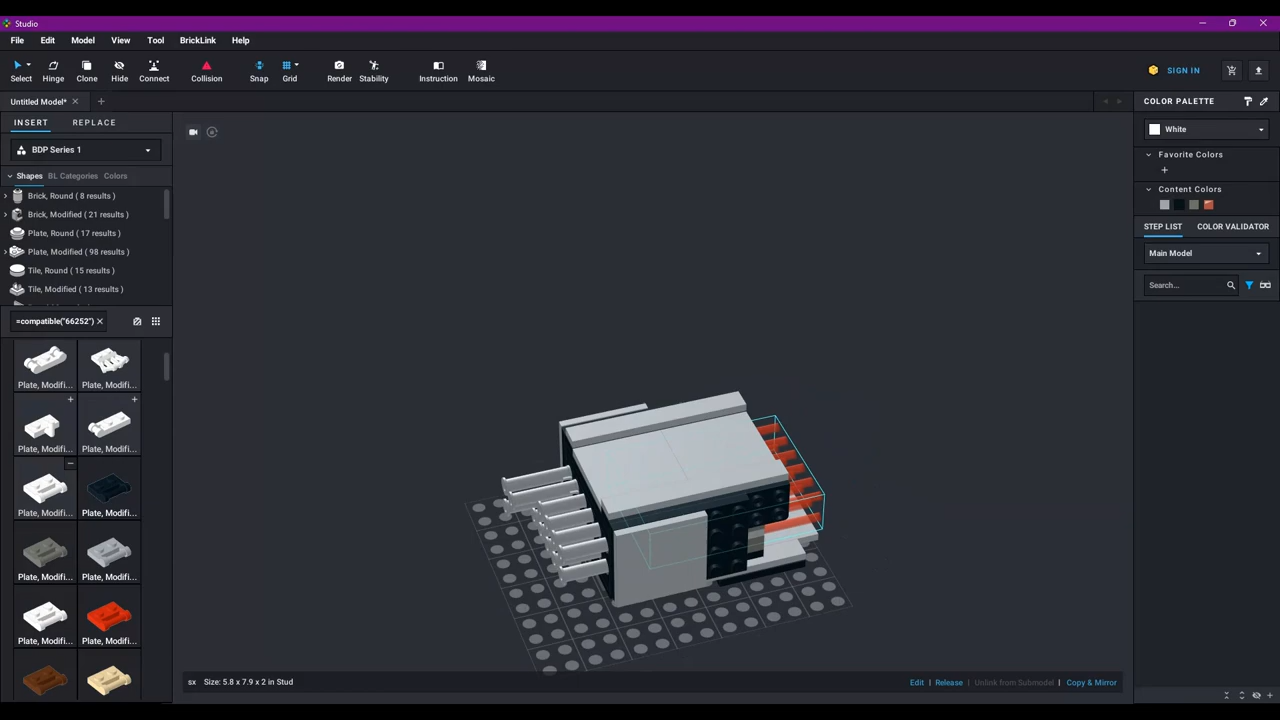 Studio
File Edit Model View Tool BrickLink Help
Select Hinge Clone Hide Connect Collision Snap Grid Render Stability Instruction Mosaic SIGN IN
Untitled Model*
COLOR PALETTE
INSERT REPLACE
White
BDP Series 1
Favorite Colors
Shapes BL Categories Colors
Content Colors
Brick, Round ( 8 results )
Brick, Modified ( 21 results )
STEP LIST COLOR VALIDATOR
Plate, Round ( 17 results )
Plate, Modified ( 98 results )
Main Model
Tile, Round ( 15 results )
Search...
Tile, Modified ( 13 results )
=compatible("66252")
Plate, Modifi... Plate, Modifi...
Plate, Modifi... Plate, Modifi...
Plate, Modifi... Plate, Modifi...
Plate, Modifi... Plate, Modifi...
Plate, Modifi... Plate, Modifi...
sx Size: 5.8 x 7.9 x 2 in Stud Edit | Release | Unlink from Submodel | Copy & Mirror